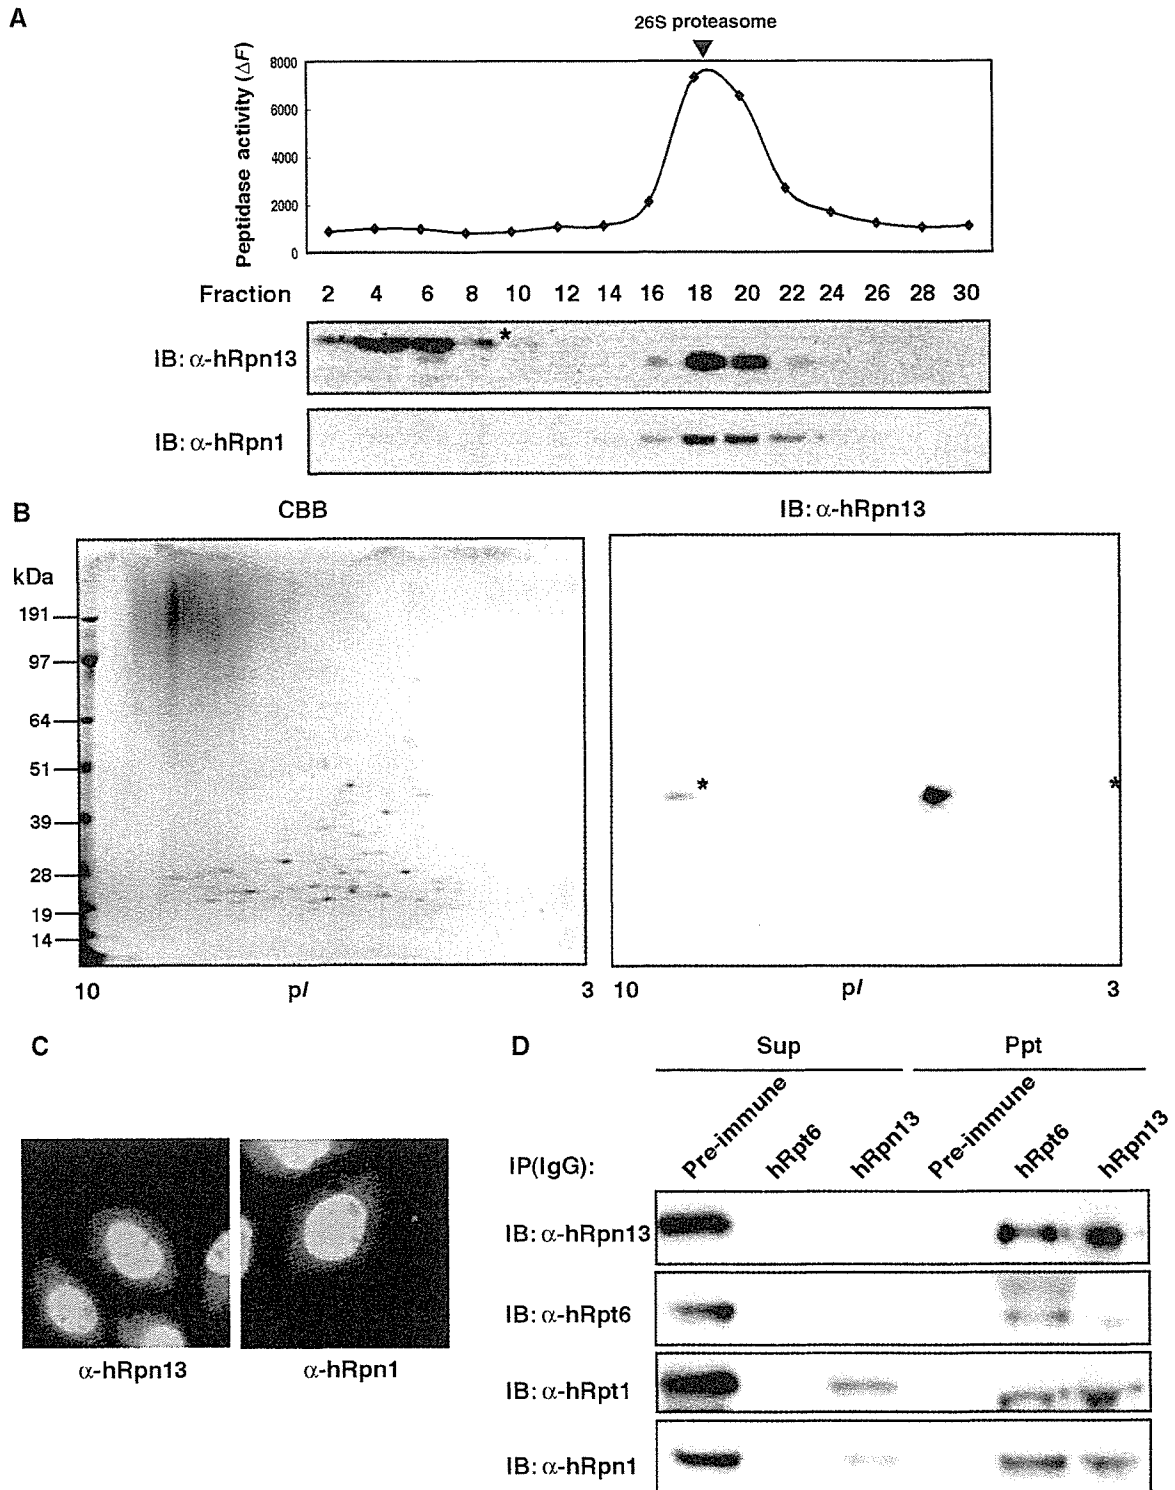 A
26S proteasome
Peptidase activity (ΔF)
8000
6000
4000
2000
0
Fraction 2 4 6 8 10 12 14 16 18 20 22 24 26 28 30
*
IB: α-hRpn13
IB: α-hRpn1
B
CBB
IB: α-hRpn13
kDa
191
97
64
51
39
28
19
14
* *
10 pI 3
10 pI 3
C
α-hRpn13 α-hRpn1
D
Sup Ppt
IP(IgG): Pre-immune hRpt6 hRpn13 Pre-immune hRpt6 hRpn13
IB: α-hRpn13
IB: α-hRpt6
IB: α-hRpt1
IB: α-hRpn1